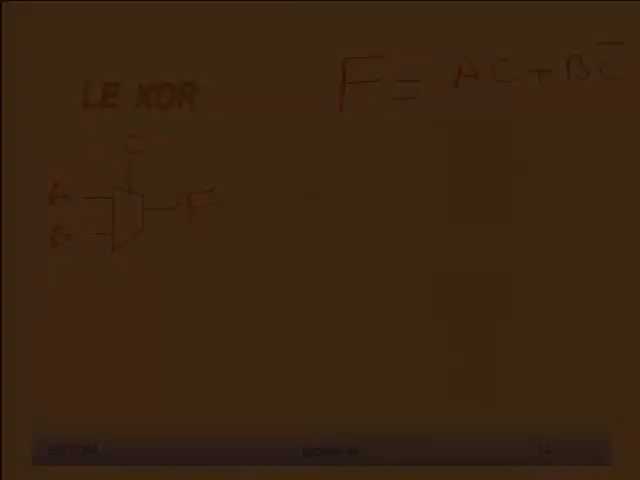 F = AC + BC̅
LE XOR
C
A
F
B